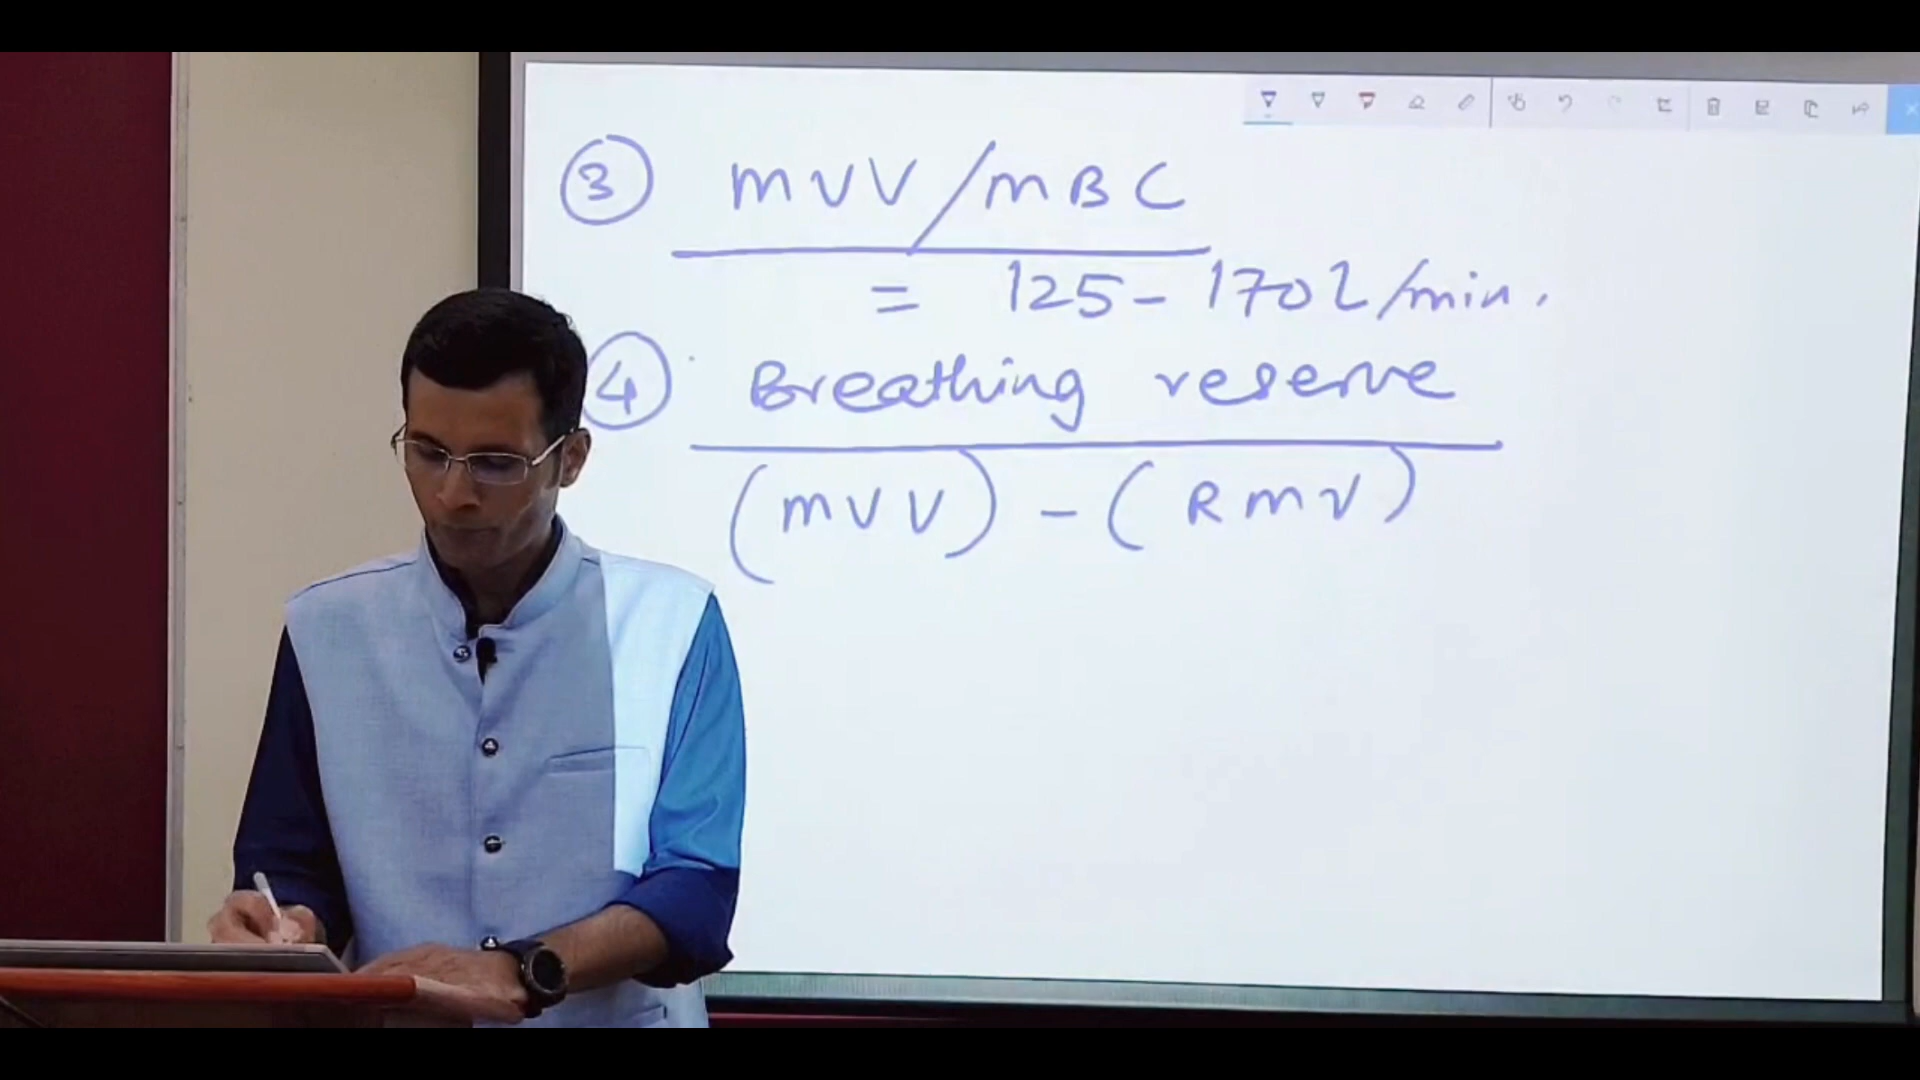 3 MVV/MBC
= 125-170 l/min.
4 Breathing reserve
(MVV) - (RMV)